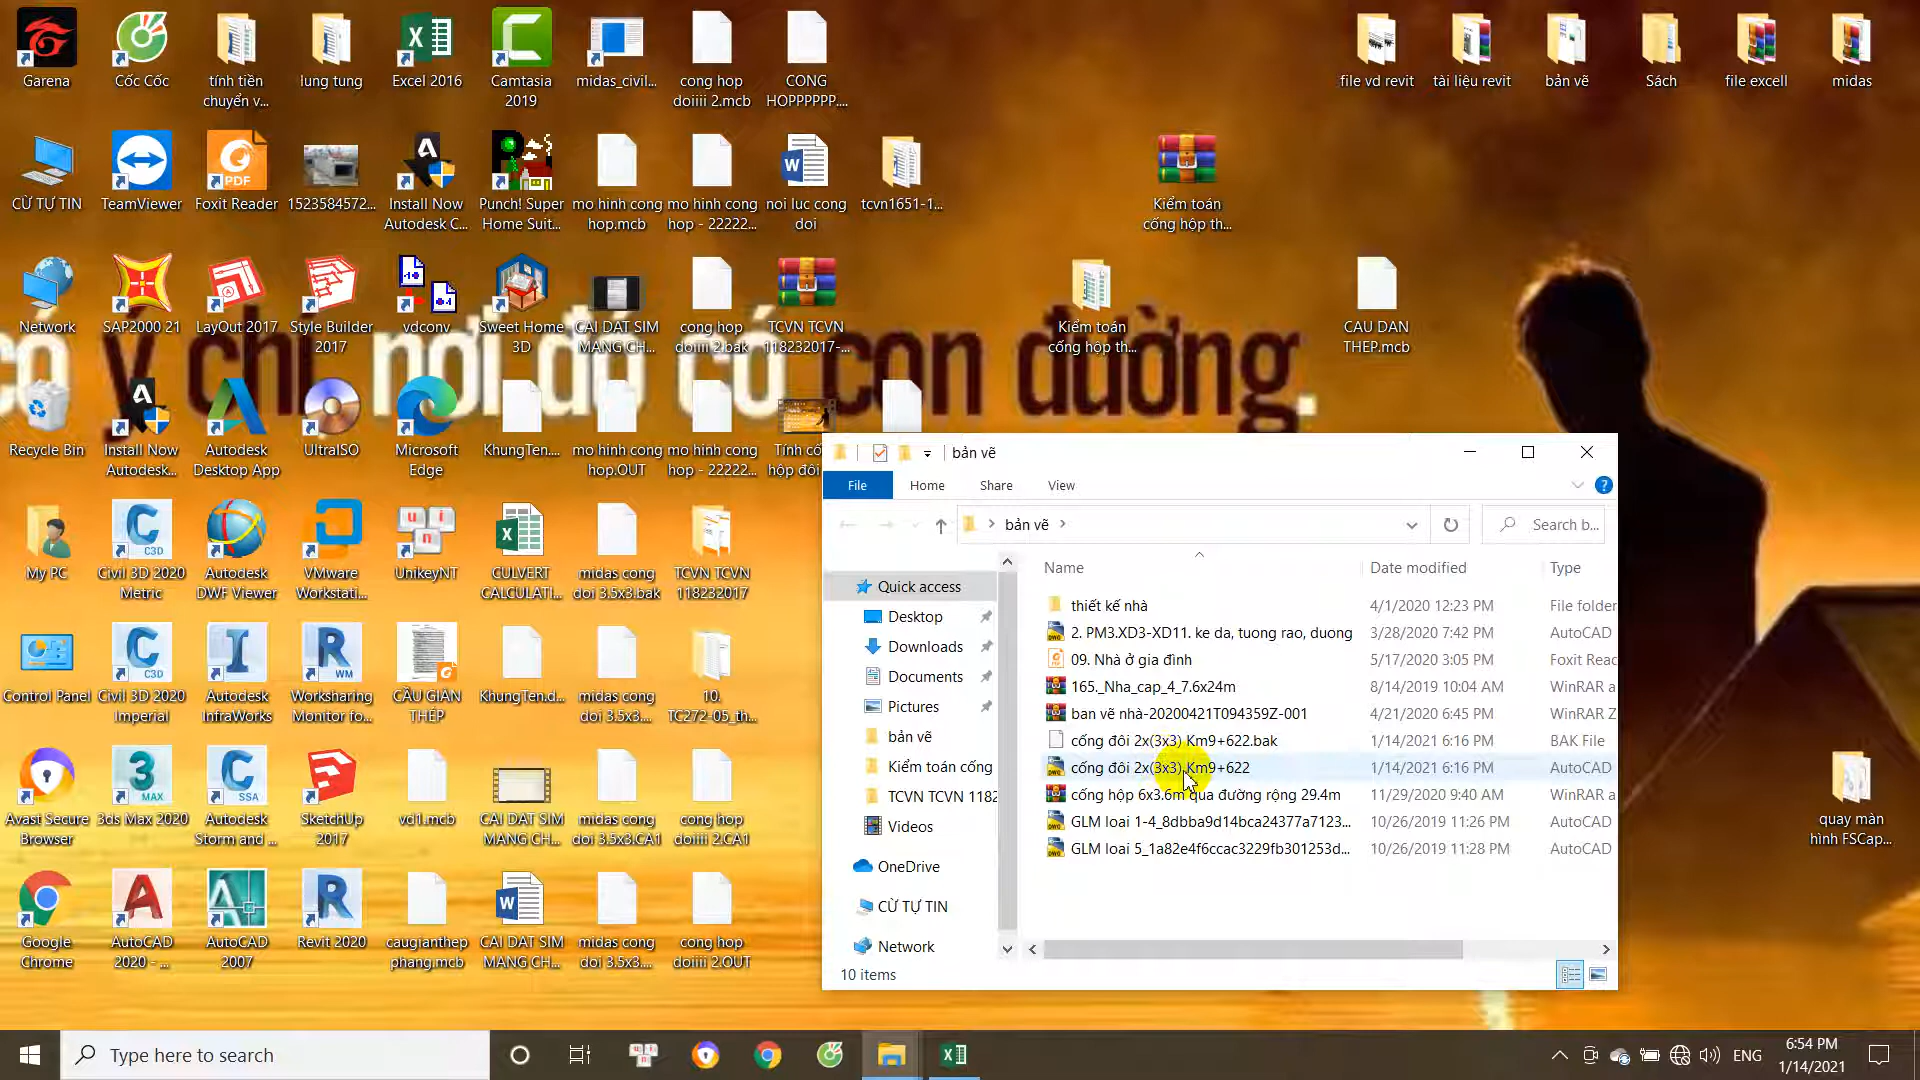 Garena
Cốc Cốc
tính tiền
chuyển v...
lung tung
Excel 2016
Camtasia
2019
midas_civil...
cong hop
doiiii 2.mcb
CONG
HOPPPPPP....
file vd revit
tài liệu revit
bản vẽ
Sách
file excell
midas
CỪ TỰ TIN
TeamViewer
Foxit Reader
1523584572...
Install Now
Autodesk C...
Punch! Super
Home Suit...
mo hinh cong
hop.mcb
mo hinh cong
hop - 22222...
noi luc cong
doi
tcvn1651-1...
Kiểm toán
cống hộp th...
Network
SAP2000 21
LayOut 2017
Style Builder
2017
vdconv
Sweet Home
3D
CAI DAT SIM
MANG CH...
cong hop
doiiii 2.bak
TCVN TCVN
118232017-...
Kiểm toán
cống hộp th...
CAU DAN
THEP.mcb
có ý chí nơi đó có con đường.
Recycle Bin
Install Now
Autodesk...
Autodesk
Desktop App
UltraISO
Microsoft
Edge
KhungTen....
mo hinh cong
hop.OUT
mo hinh cong
hop - 22222...
Tính cố
hộp đôi
My PC
Civil 3D 2020
Metric
Autodesk
DWF Viewer
VMware
Workstati...
UnikeyNT
CULVERT
CALCULATI...
midas cong
doi 3.5x3.bak
TCVN TCVN
118232017
Control Panel
Civil 3D 2020
Imperial
Autodesk
InfraWorks
Worksharing
Monitor fo...
CẦU GIÀN
THÉP
KhungTen.d...
midas cong
doi 3.5x3....
10.
TC272-05_th...
Avast Secure
Browser
3ds Max 2020
Autodesk
Storm and ...
SketchUp
2017
vd1.mcb
CAI DAT SIM
MANG CH...
midas cong
doi 3.5x3.CA1
cong hop
doiiii 2.CA1
Google
Chrome
AutoCAD
2020 - ...
AutoCAD
2007
Revit 2020
caugianthep
phang.mcb
CAI DAT SIM
MANG CH...
midas cong
doi 3.5x3....
cong hop
doiiii 2.OUT
quay màn
hình FSCap...
bản vẽ
File Home Share View
bản vẽ
Search b...
Name Date modified Type
Quick access
Desktop
Downloads
Documents
Pictures
bản vẽ
Kiểm toán cống
TCVN TCVN 1182
Videos
OneDrive
CỪ TỰ TIN
Network
thiết kế nhà 4/1/2020 12:23 PM File folder
2. PM3.XD3-XD11. ke da, tuong rao, duong 3/28/2020 7:42 PM AutoCAD
09. Nhà ở gia đình 5/17/2020 3:05 PM Foxit Reac
165._Nha_cap_4_7.6x24m 8/14/2019 10:04 AM WinRAR a
ban vẽ nhà-20200421T094359Z-001 4/21/2020 6:45 PM WinRAR Z
cống đôi 2x(3x3) Km9+622.bak 1/14/2021 6:16 PM BAK File
cống đôi 2x(3x3) Km9+622 1/14/2021 6:16 PM AutoCAD
cống hộp 6x3.6m qua đường rộng 29.4m 11/29/2020 9:40 AM WinRAR a
GLM loai 1-4_8dbba9d14bca24377a7123... 10/26/2019 11:26 PM AutoCAD
GLM loai 5_1a82e4f6ccac3229fb301253d... 10/26/2019 11:28 PM AutoCAD
10 items
Type here to search
ENG
6:54 PM
1/14/2021